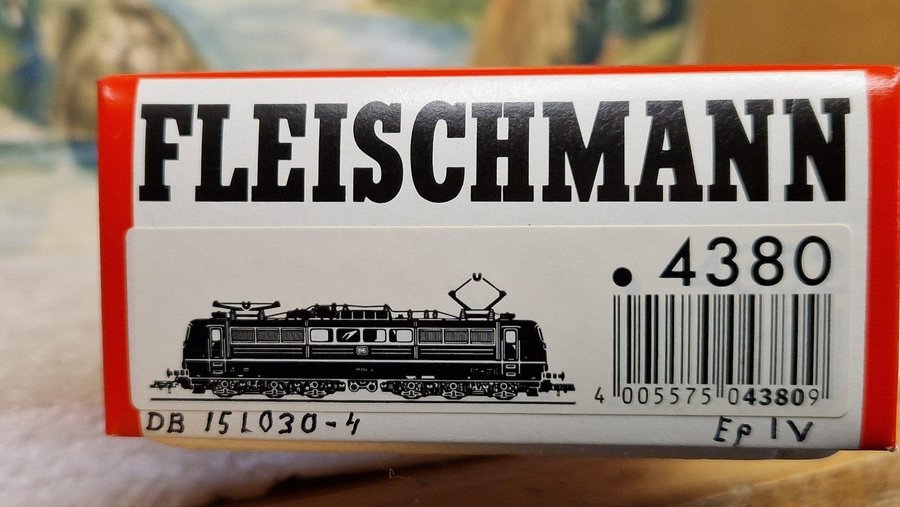 FLEISCHMANN
. 4380
4 005575 043809
DB 151030-4
Ep IV